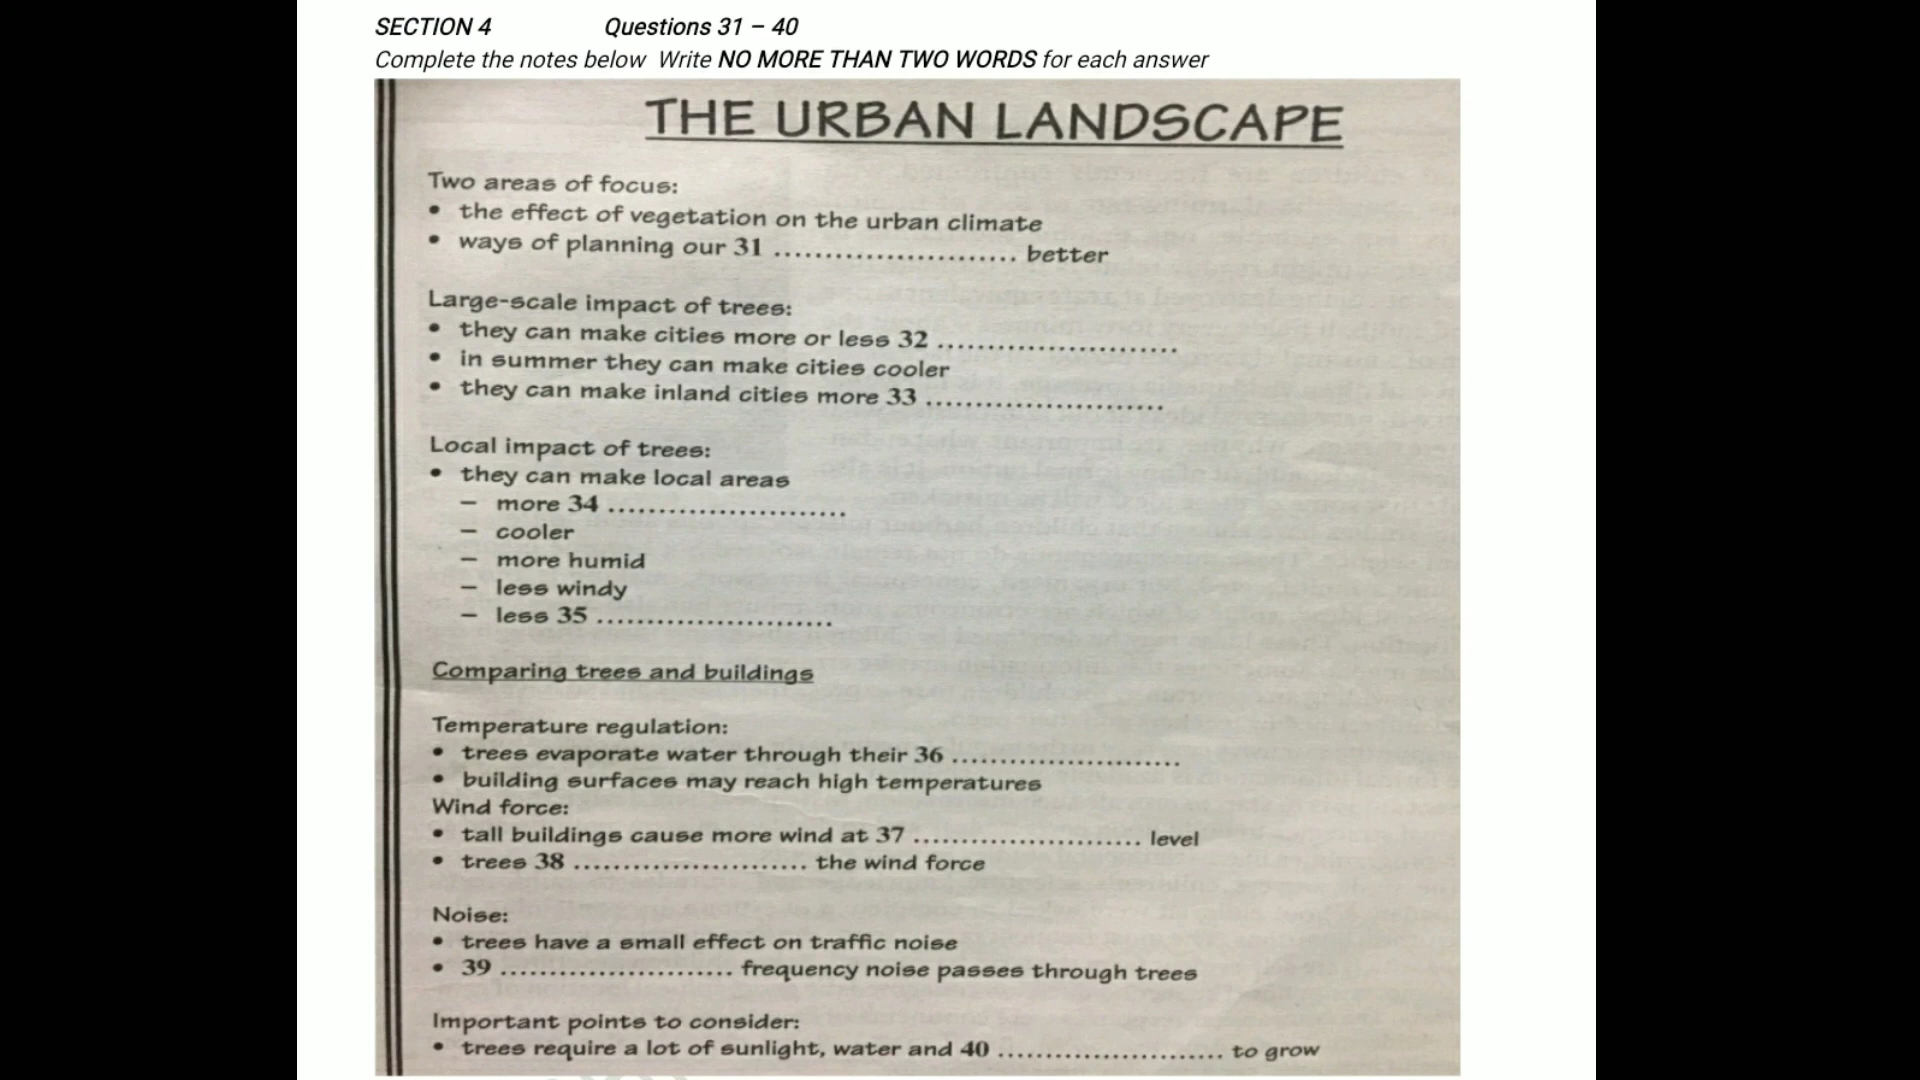 SECTION 4 Questions 31 – 40
Complete the notes below Write NO MORE THAN TWO WORDS for each answer
THE URBAN LANDSCAPE
Two areas of focus:
• the effect of vegetation on the urban climate
• ways of planning our 31 ........................ better
Large-scale impact of trees:
• they can make cities more or less 32 ........................
• in summer they can make cities cooler
• they can make inland cities more 33 ........................
Local impact of trees:
• they can make local areas
– more 34 ........................
– cooler
– more humid
– less windy
– less 35 ........................
Comparing trees and buildings
Temperature regulation:
• trees evaporate water through their 36 ........................
• building surfaces may reach high temperatures
Wind force:
• tall buildings cause more wind at 37 ........................ level
• trees 38 ........................ the wind force
Noise:
• trees have a small effect on traffic noise
• 39 ........................ frequency noise passes through trees
Important points to consider:
• trees require a lot of sunlight, water and 40 ........................ to grow